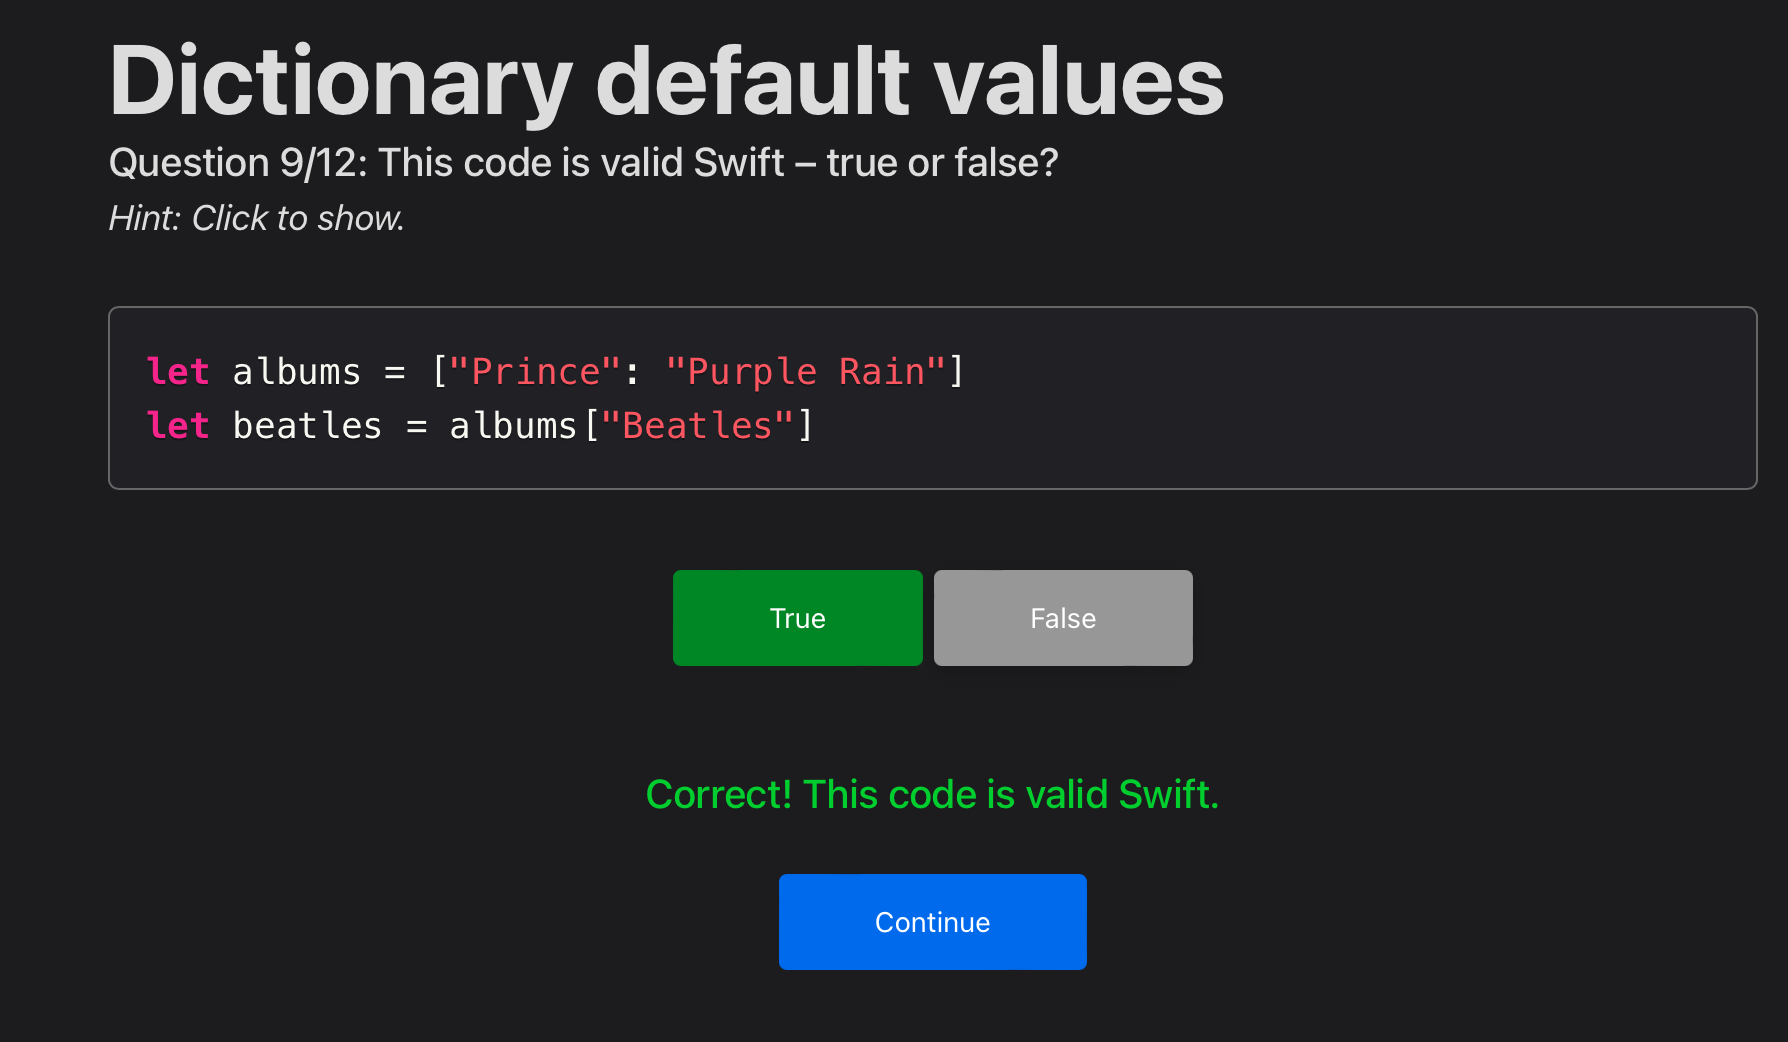 Dictionary default values
Question 9/12: This code is valid Swift – true or false?
Hint: Click to show.
let albums = ["Prince": "Purple Rain"]
let beatles = albums["Beatles"]
True
False
Correct! This code is valid Swift.
Continue